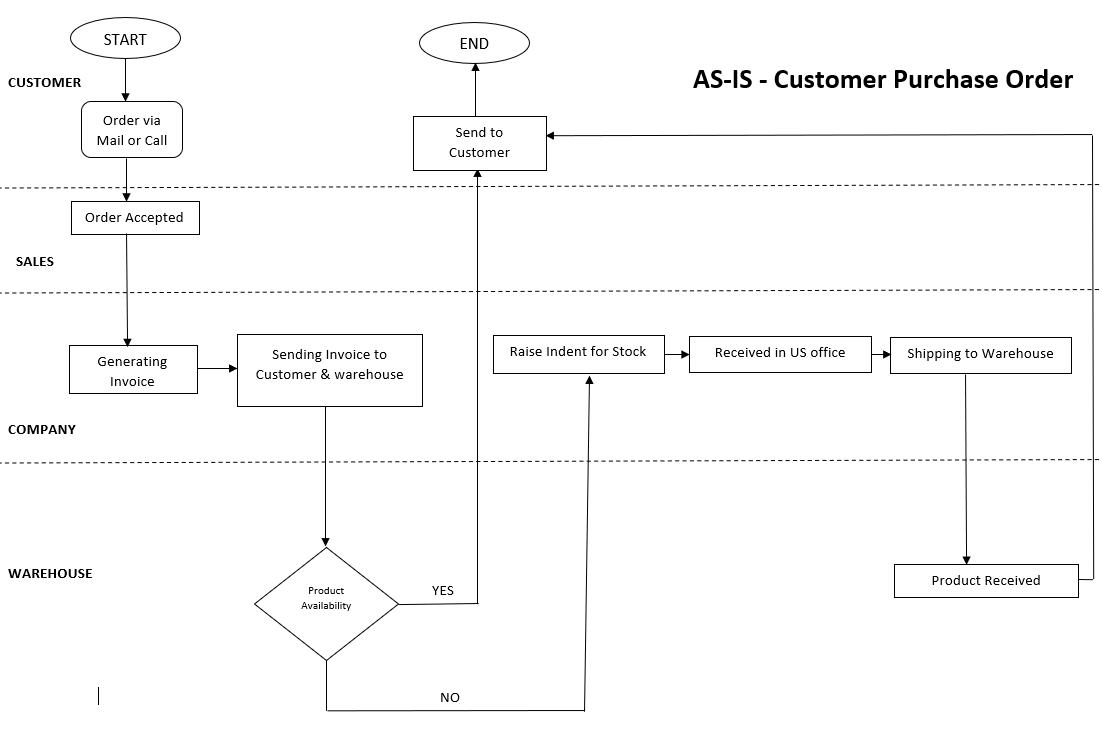 START
END
AS-IS - Customer Purchase Order
CUSTOMER
Order via
Mail or Call
Send to
Customer
Order Accepted
SALES
Generating
Invoice
Sending Invoice to
Customer & warehouse
Raise Indent for Stock
Received in US office
Shipping to Warehouse
COMPANY
WAREHOUSE
Product
Availability
YES
Product Received
NO